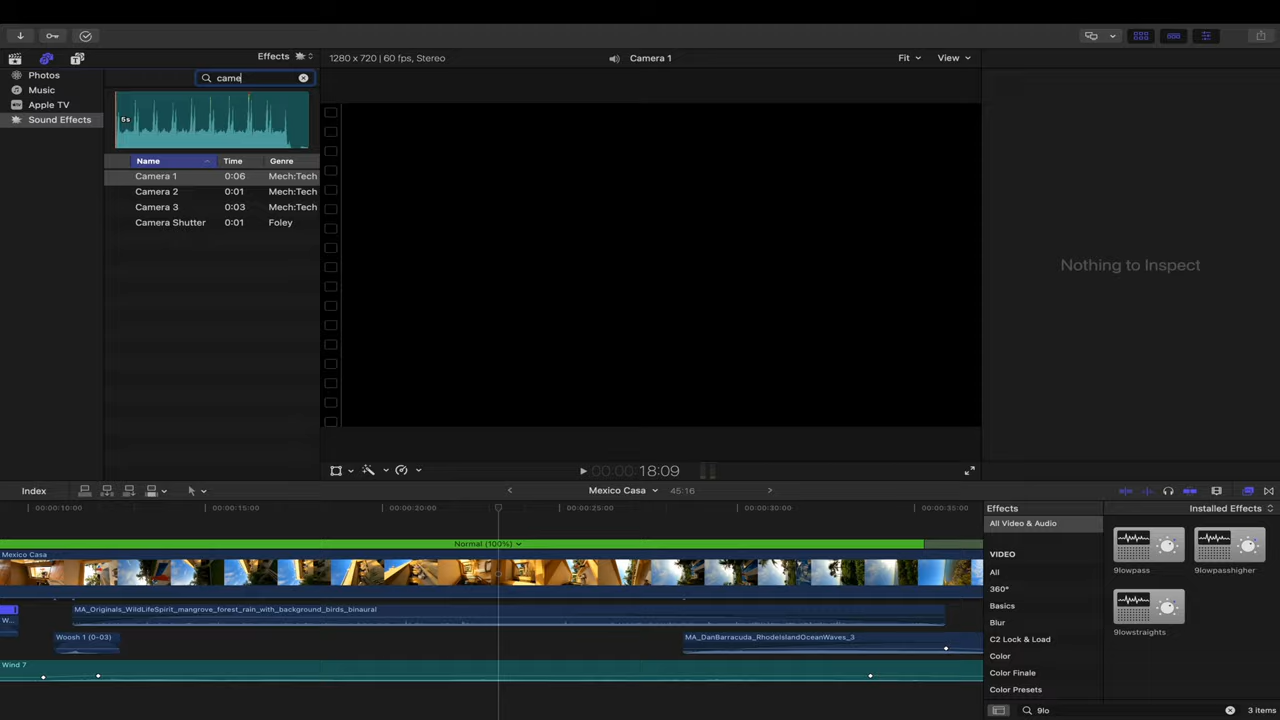 Effects
1280 x 720 | 60 fps, Stereo
Camera 1
Fit
View
Photos
Music
Apple TV
Sound Effects
came
5s
Name Time Genre
Camera 1 0:06 Mech:Tech
Camera 2 0:01 Mech:Tech
Camera 3 0:03 Mech:Tech
Camera Shutter 0:01 Foley
Nothing to Inspect
00:00:18:09
Index
Mexico Casa
45:16
00:00:10:00
00:00:15:00
00:00:20:00
00:00:25:00
00:00:30:00
00:00:35:00
Normal (100%)
Mexico Casa
MA_Originals_WildLifeSpirit_mangrove_forest_rain_with_background_birds_binaural
W...
Woosh 1 (0-03)
MA_DanBarracuda_RhodeIslandOceanWaves_3
Wind 7
Effects
Installed Effects
All Video & Audio
VIDEO
All
360°
Basics
Blur
C2 Lock & Load
Color
Color Finale
Color Presets
9lowpass
9lowpasshigher
9lowstraights
9lo
3 items